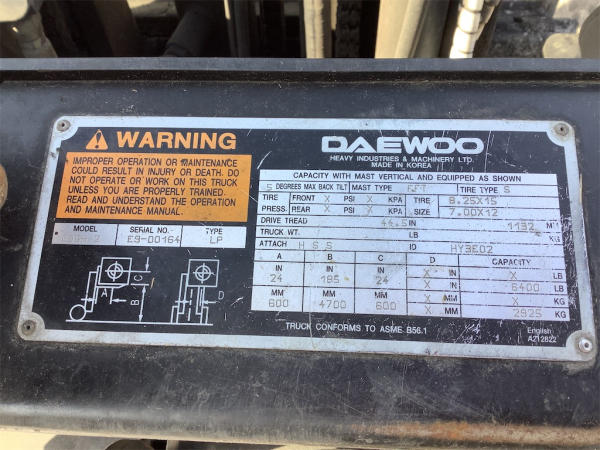 WARNING
IMPROPER OPERATION OR MAINTENANCE
COULD RESULT IN INJURY OR DEATH. DO
NOT OPERATE OR WORK ON THIS TRUCK
UNLESS YOU ARE PROPERLY TRAINED.
READ AND UNDERSTAND THE OPERATION
AND MAINTENANCE MANUAL.
MODEL SERIAL NO. TYPE
E9-00164 LP
A B C D
DAEWOO
HEAVY INDUSTRIES & MACHINERY LTD.
MADE IN KOREA
CAPACITY WITH MAST VERTICAL AND EQUIPPED AS SHOWN
5 DEGREES MAX BACK TILT MAST TYPE FFT TIRE TYPE S
TIRE FRONT X PSI X KPA TIRE 8.25X15
PRESS. REAR X PSI X KPA SIZE 7.00X12
DRIVE TREAD 44.5 IN 1132 MM
TRUCK WT. LB KG
ATTACH H S S ID HY3E02
A B C D CAPACITY
IN IN IN X IN X LB
24 185 24 X IN 6400 LB
MM MM MM X MM X KG
600 4700 600 X MM 2925 KG
TRUCK CONFORMS TO ASME B56.1
English
A212822